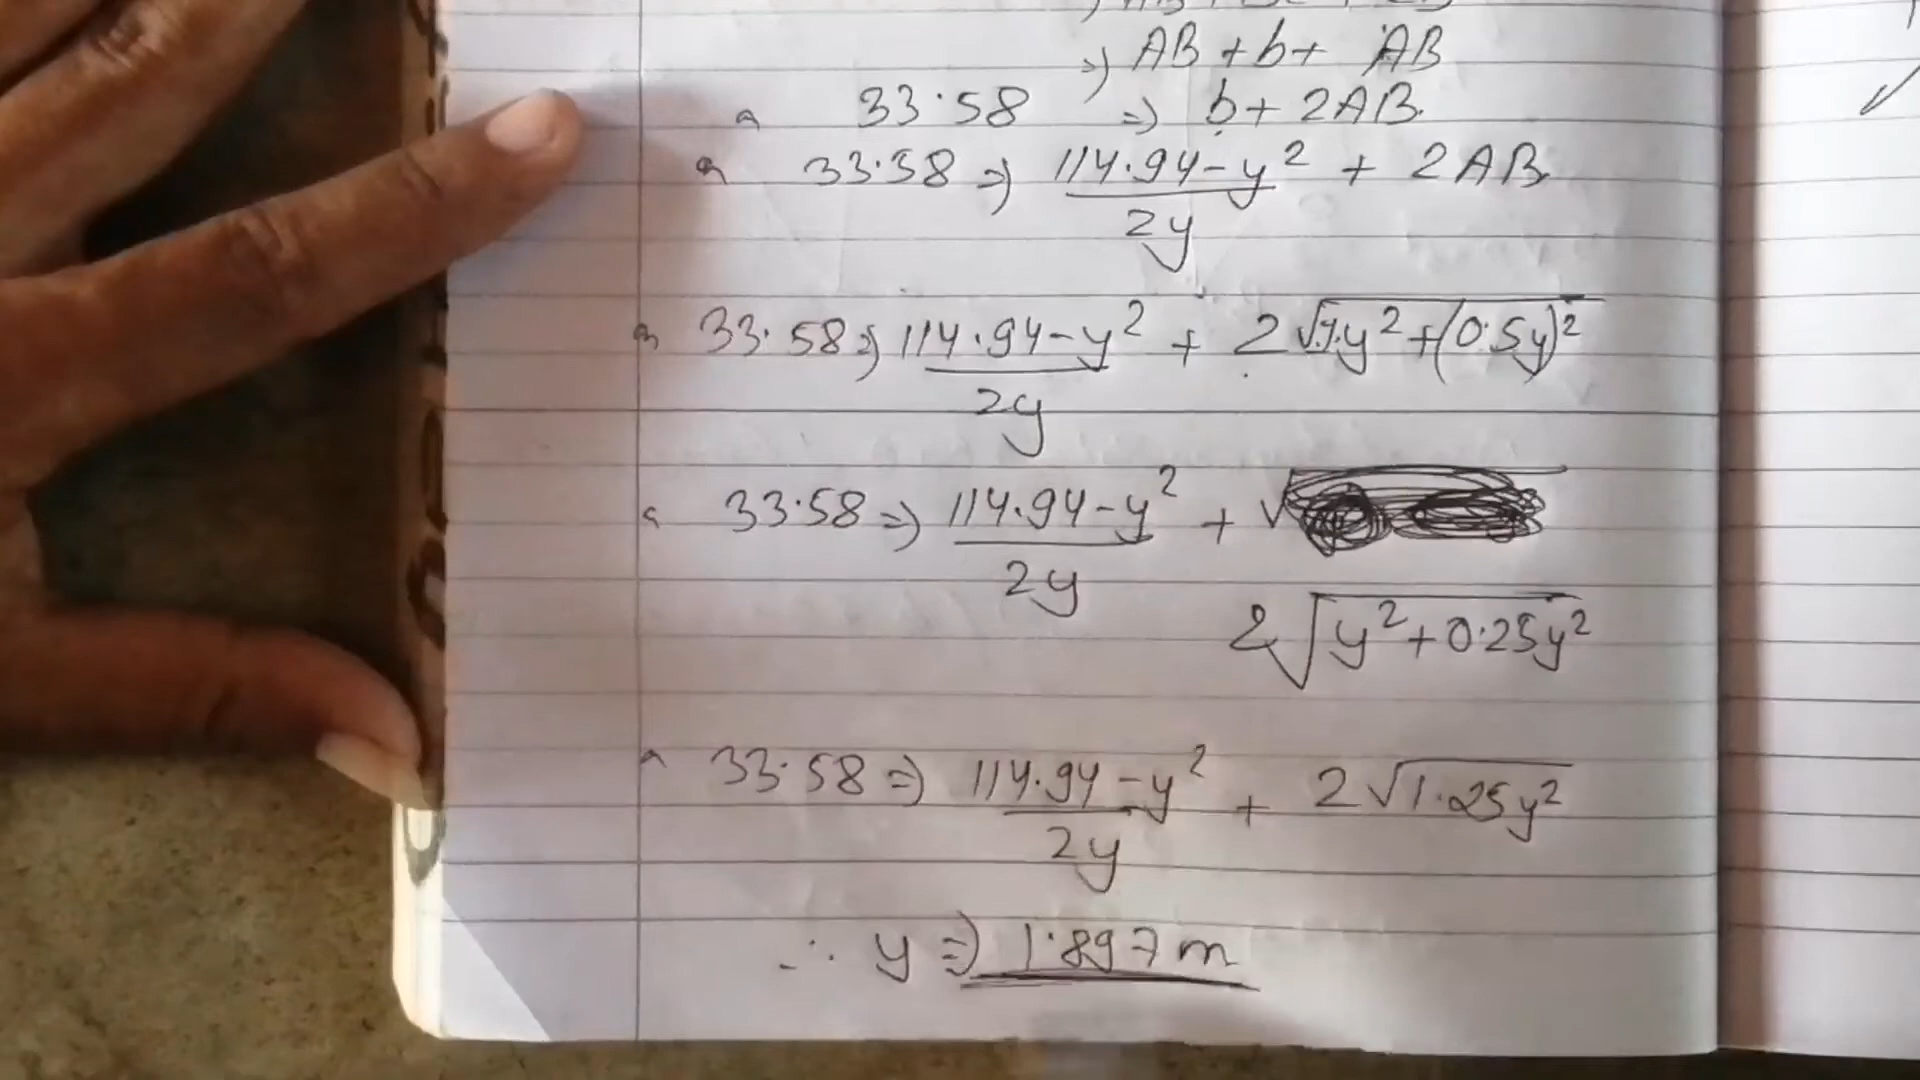 =) AB + b + AB
33.58 => b + 2AB
33.58 => 114.94 - y² + 2AB
2y
33.58 => 114.94 - y² + 2√1.y² + (0.5y)²
2y
33.58 => 114.94 - y² + √
2y
2√y² + 0.25y²
33.58 => 114.94 - y² + 2√1.25y²
2y
∴ y => 1.897m